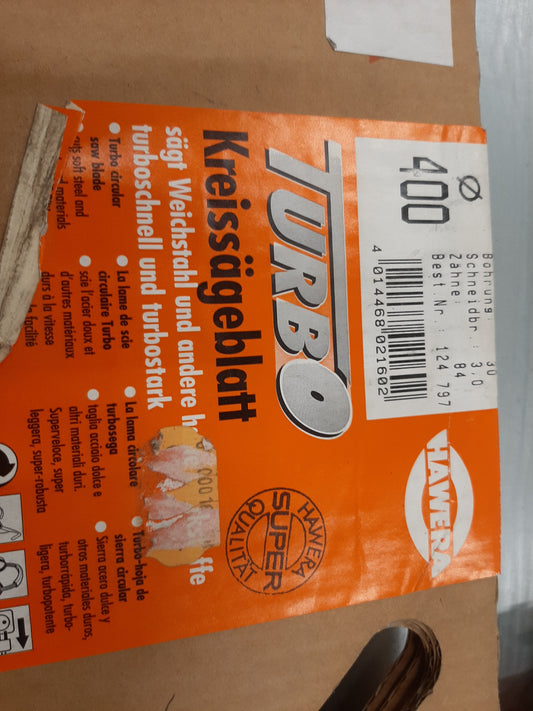 Ø
400
Bohrung: 30
Schneidbr.: 3,0
Zähne: 84
Best.Nr.: 124 797
4 014468 021602
HAWERA
TURBO
Kreissägeblatt
sägt Weichstahl und andere
turboschnell und turbostark
HAWERA
SUPER
QUALITÄT
• Turbo circular
saw blade
soft steel and
materials
• La lame de scie
circulaire Turbo
• scie l'acier doux et
d'autres matériaux
durs à la vitesse
facilité
• La lama circolare
turbosega
• taglia acciaio dolce e
altri materiali duri.
Superveloce, super
leggera, super-robusta
• Turbo-hoja de
sierra circular
• Sierra acero dulce y
otros materiales duros,
turborrápida, turbo-
ligera, turbopotente